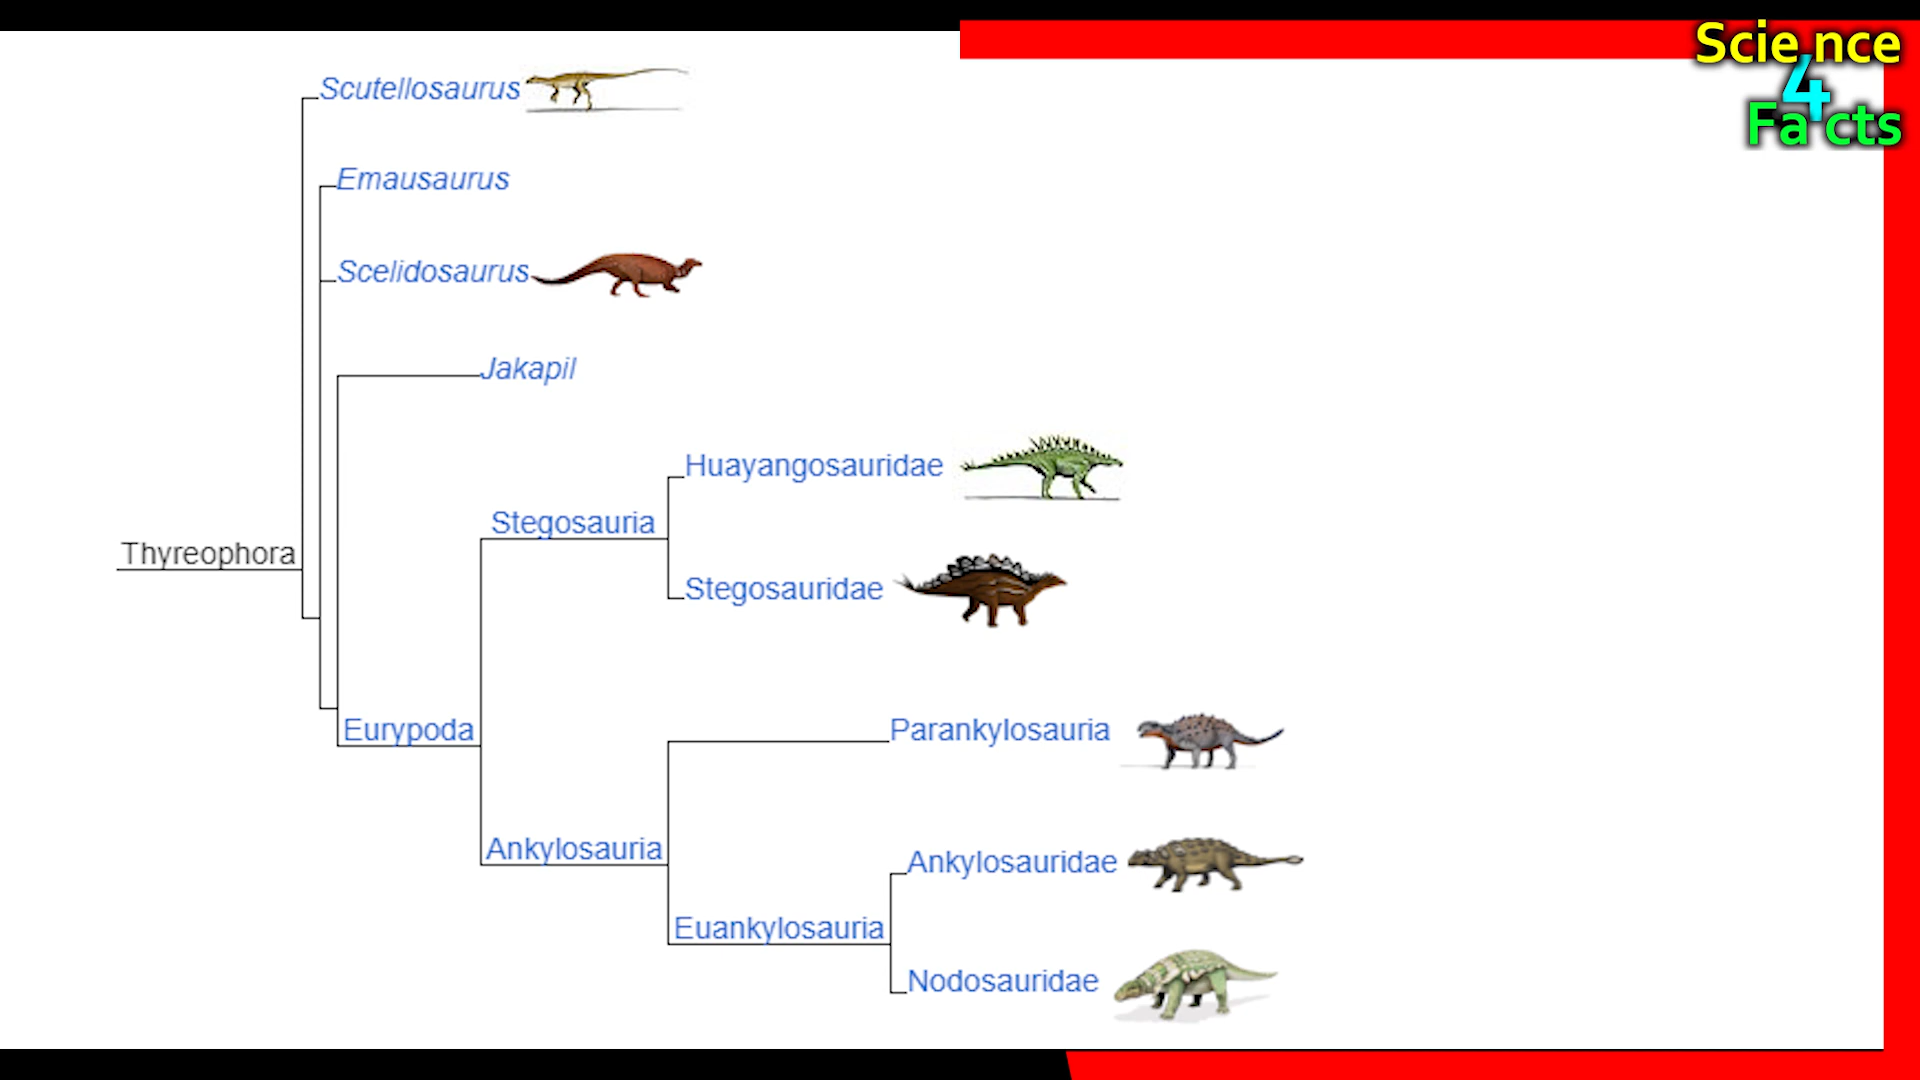 Science
4
Facts
Scutellosaurus
Emausaurus
Scelidosaurus
Jakapil
Huayangosauridae
Stegosauria
Thyreophora
Stegosauridae
Eurypoda
Parankylosauria
Ankylosauria
Ankylosauridae
Euankylosauria
Nodosauridae